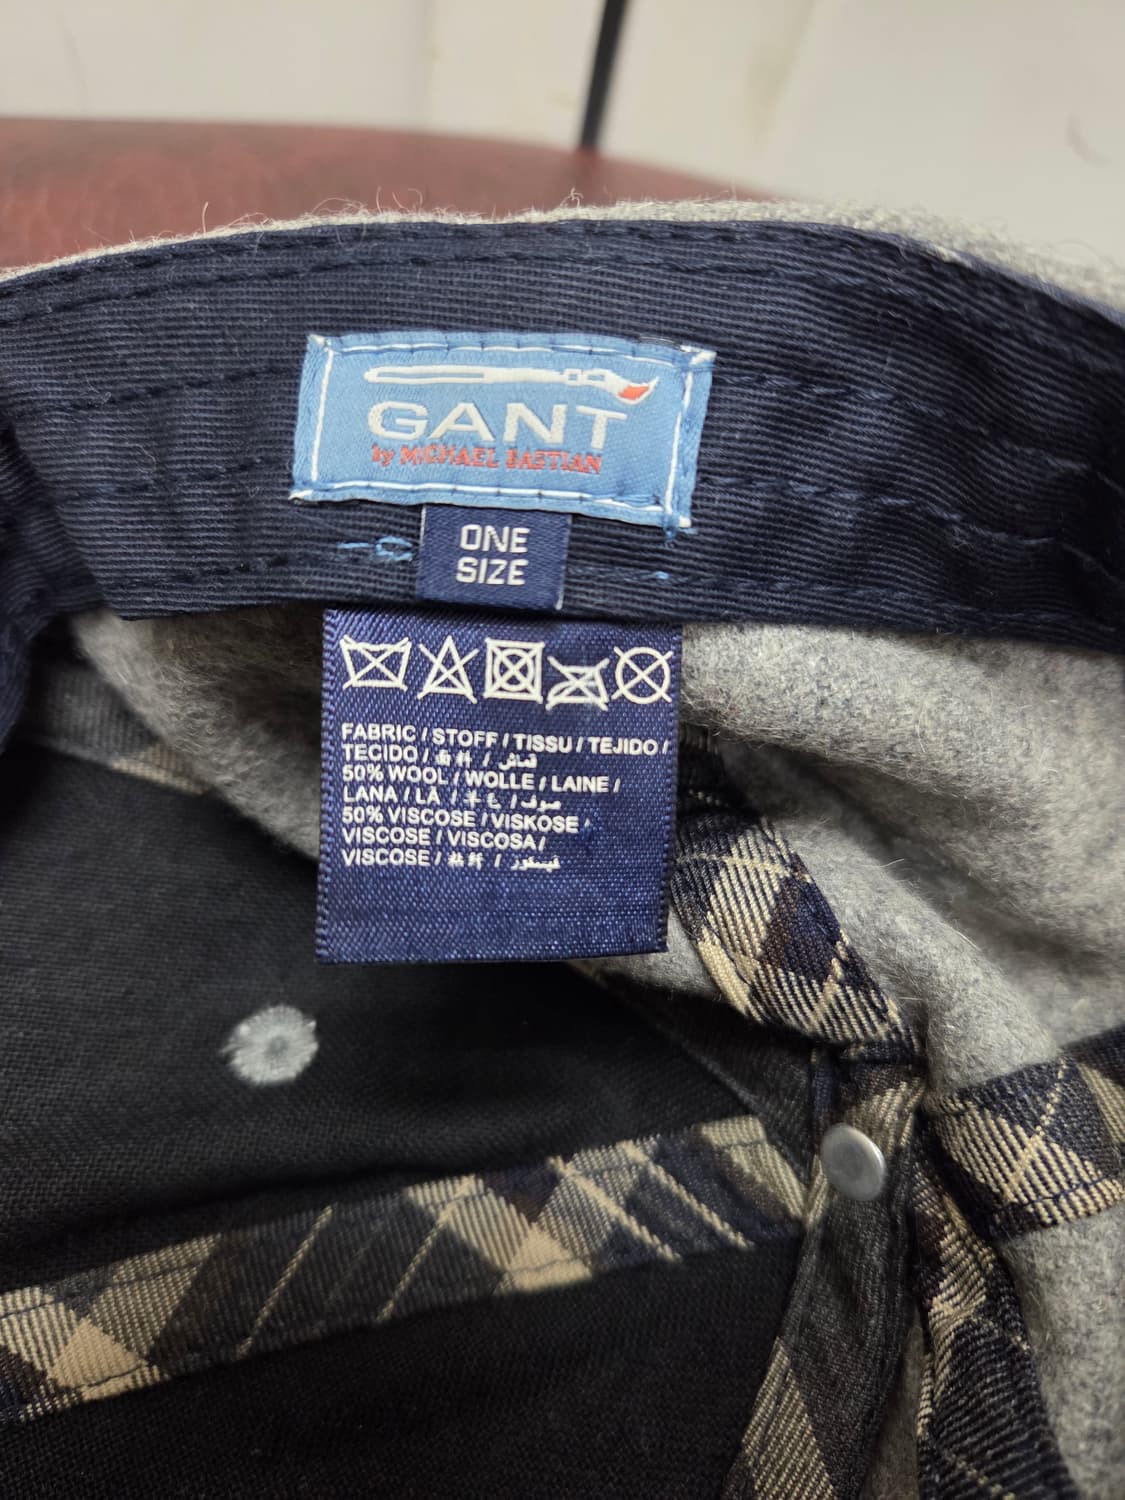 GANT
by MICHAEL BASTIAN
ONE
SIZE
FABRIC / STOFF / TISSU / TEJIDO /
TECIDO / 面料 / قماش
50% WOOL / WOLLE / LAINE /
LANA / LÃ / 羊毛 / صوف
50% VISCOSE / VISKOSE
VISCOSE / VISCOSA /
VISCOSE / 粘纤 / فيسكوز